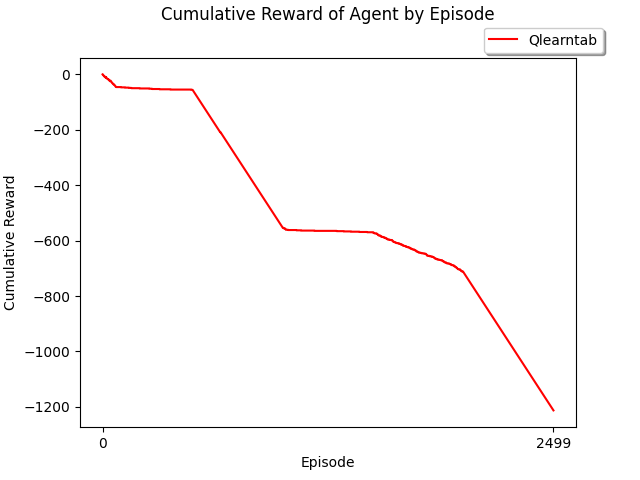 Cumulative Reward of Agent by Episode
Qlearntab
0
−200
−400
−600
−800
−1000
−1200
Cumulative Reward
0
2499
Episode